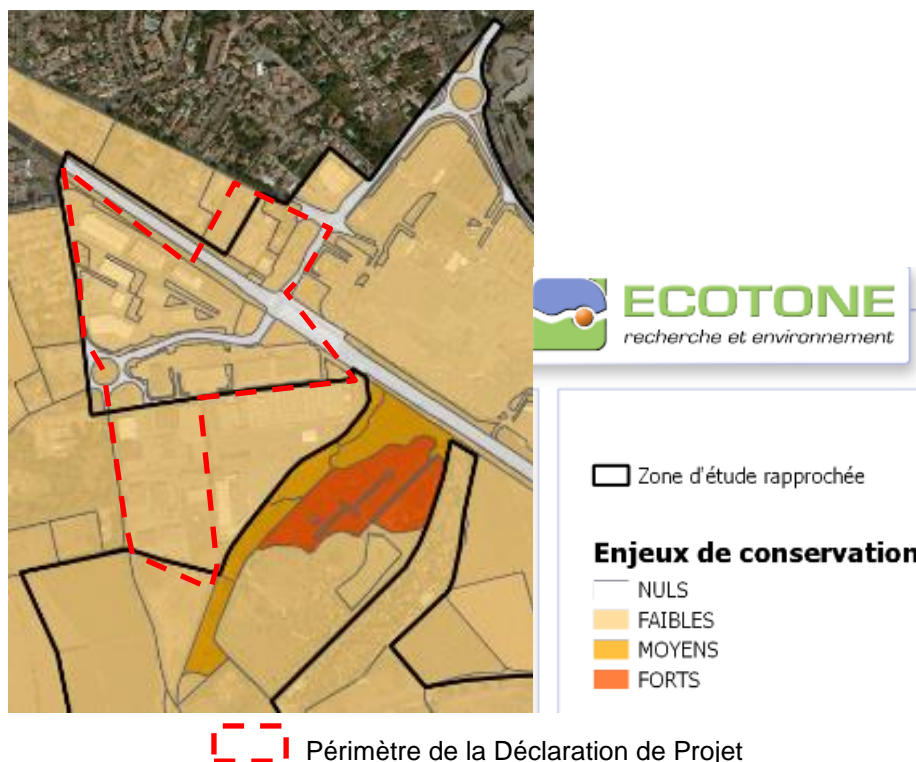 ECOTONE
recherche et environnement
Zone d'étude rapprochée
Enjeux de conservation
NULS
FAIBLES
MOYENS
FORTS
Périmètre de la Déclaration de Projet